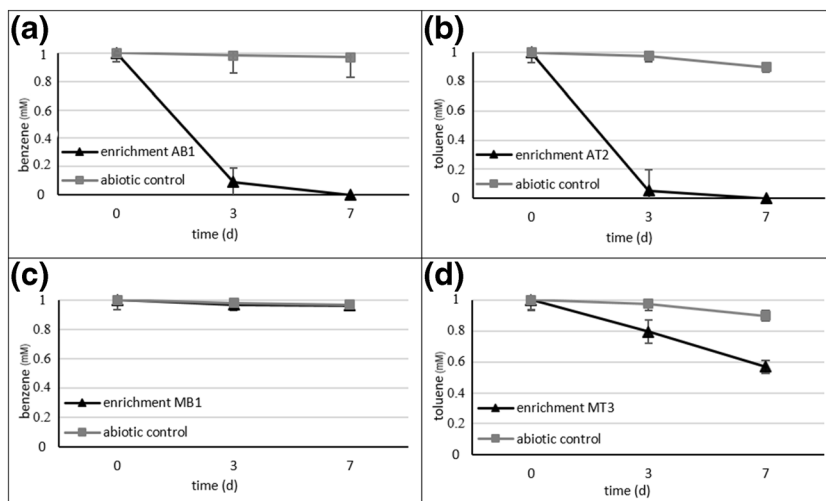 (a)
1
0.8
0.6
0.4
0.2
0
benzene (mM)
enrichment AB1
abiotic control
0 3 7
time (d)
(b)
1
0.8
0.6
0.4
0.2
0
toluene (mM)
enrichment AT2
abiotic control
0 3 7
time (d)
(c)
1
0.8
0.6
0.4
0.2
0
benzene (mM)
enrichment MB1
abiotic control
0 3 7
time (d)
(d)
1
0.8
0.6
0.4
0.2
0
toluene (mM)
enrichment MT3
abiotic control
0 3 7
time (d)